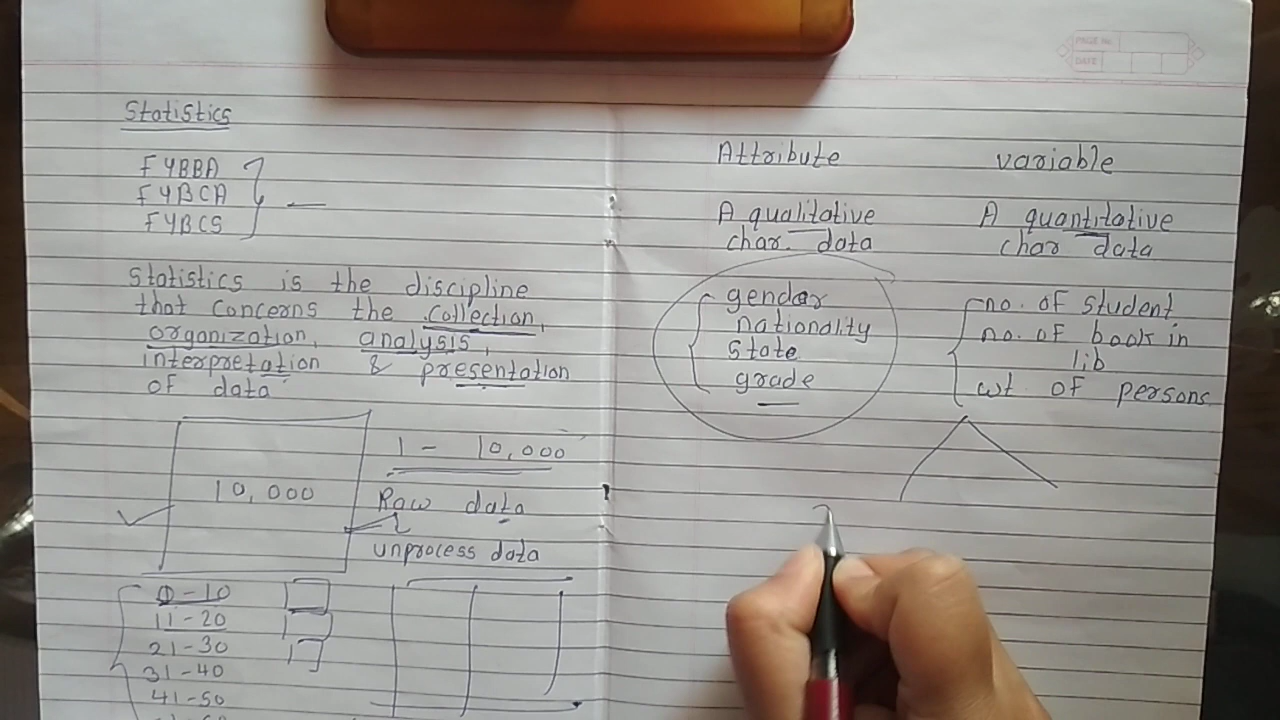 PAGE No.
DATE
Statistics
FYBBA
FYBCA
FYBCS
Statistics is the discipline
that concerns the collection,
organization, analysis,
interpretation & presentation
of data
10,000
1 - 10,000
Raw data
unprocess data
0-10
11-20
21-30
31-40
41-50
Attribute
A qualitative
char. data
gender
nationality
state
grade
variable
A quantitative
char data
no. of student
no. of book in
lib
wt of persons